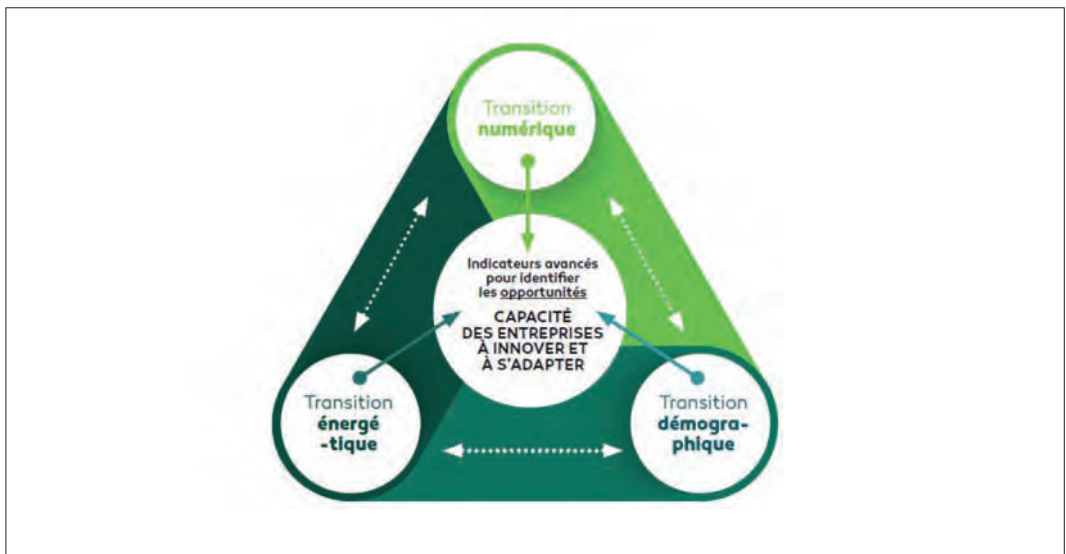 Transition
numérique
Indicateurs avancés
pour identifier
les opportunités
CAPACITÉ
DES ENTREPRISES
À INNOVER ET
À S'ADAPTER
Transition
énergé
-tique
Transition
démogra-
phique